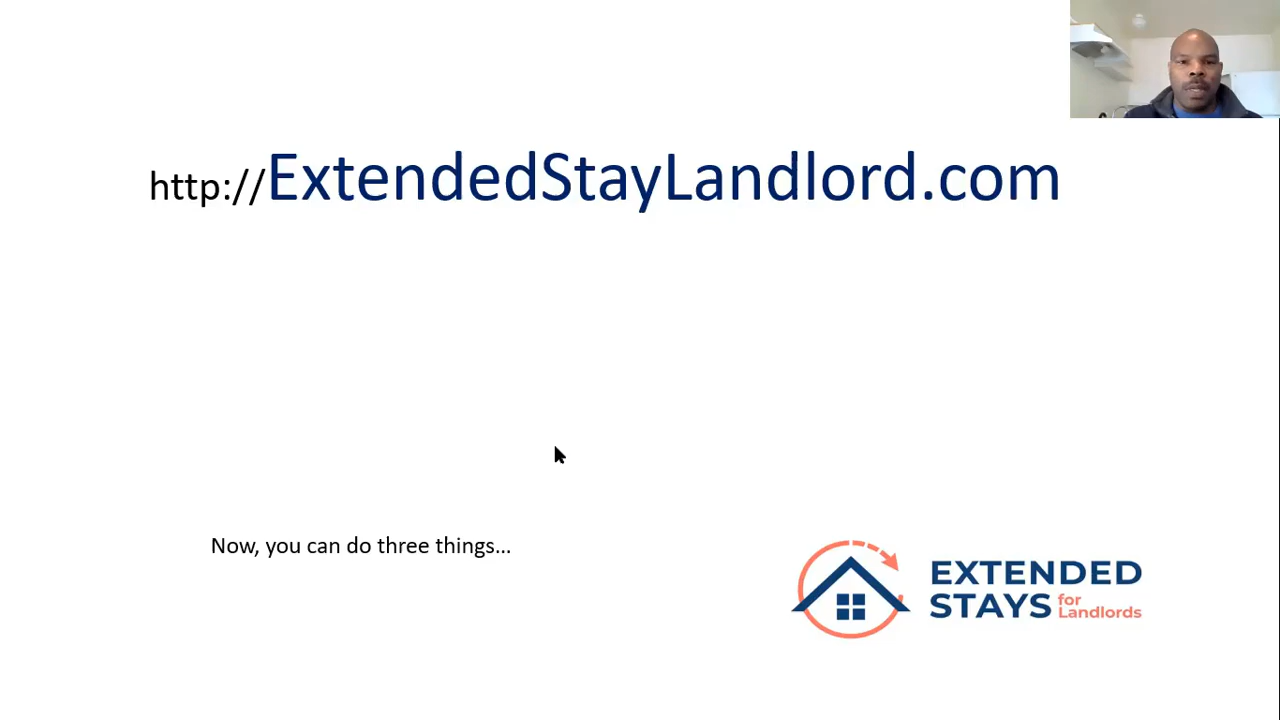 http://ExtendedStayLandlord.com
Now, you can do three things...
EXTENDED
STAYS for Landlords